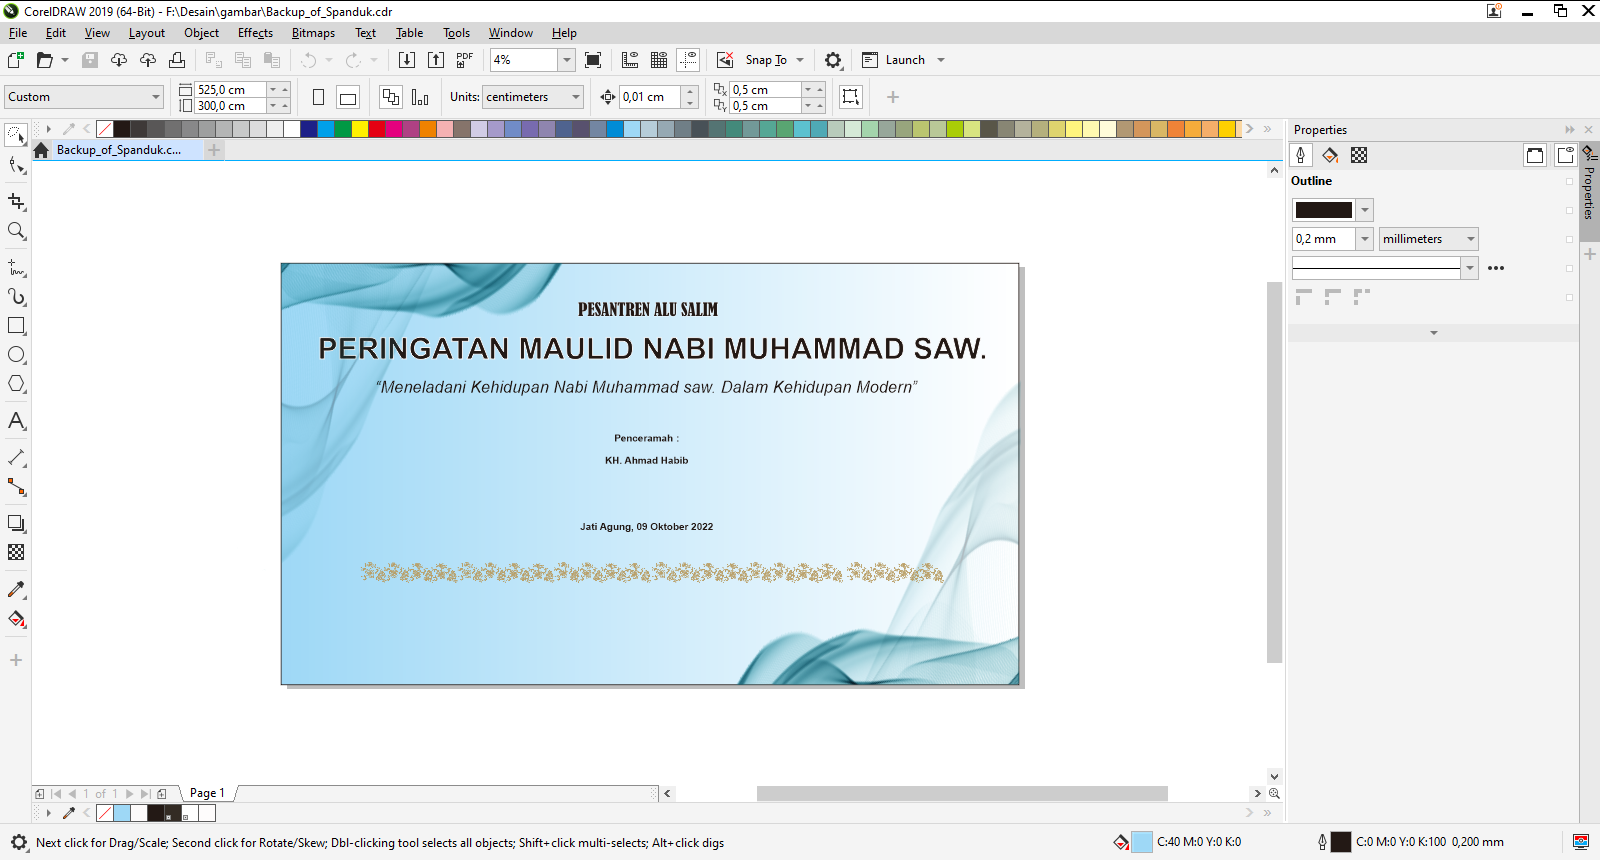 CorelDRAW 2019 (64-Bit) - F:\Desain\gambar\Backup_of_Spanduk.cdr
File Edit View Layout Object Effects Bitmaps Text Table Tools Window Help
PDF 4% Snap To Launch
Custom 525,0 cm 300,0 cm Units: centimeters 0,01 cm 0,5 cm 0,5 cm
Properties
Backup_of_Spanduk.c...
Outline
Properties
0,2 mm millimeters
PESANTREN ALU SALIM
PERINGATAN MAULID NABI MUHAMMAD SAW.
“Meneladani Kehidupan Nabi Muhammad saw. Dalam Kehidupan Modern”
Penceramah :
KH. Ahmad Habib
Jati Agung, 09 Oktober 2022
1 of 1 Page 1
Next click for Drag/Scale; Second click for Rotate/Skew; Dbl-clicking tool selects all objects; Shift+click multi-selects; Alt+click digs C:40 M:0 Y:0 K:0 C:0 M:0 Y:0 K:100 0,200 mm